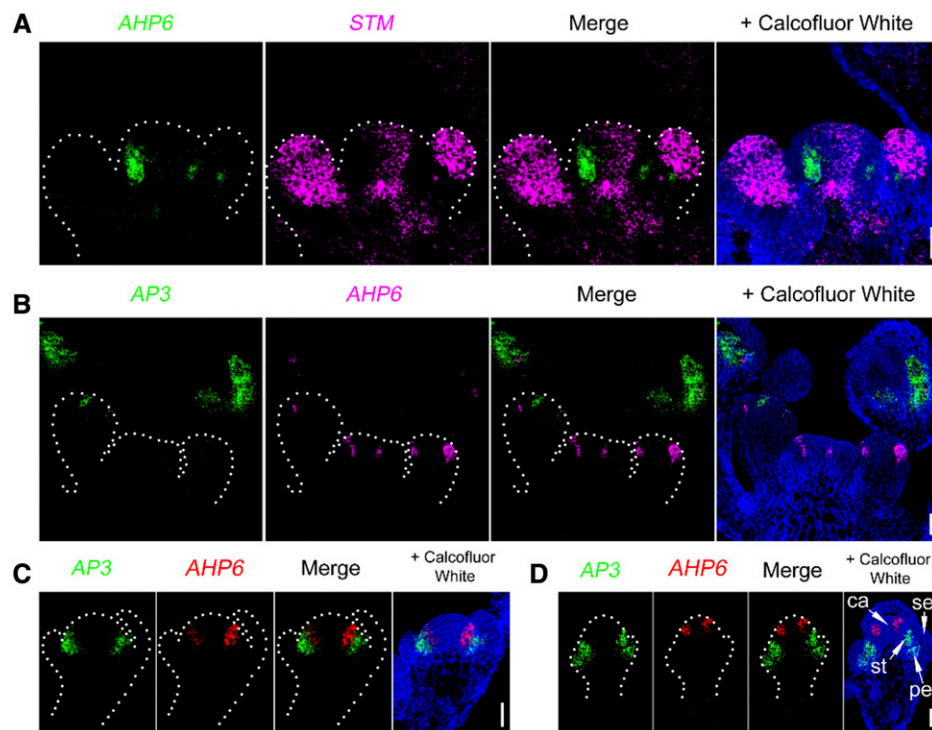 A
AHP6 STM Merge + Calcofluor White
B
AP3 AHP6 Merge + Calcofluor White
C
AP3 AHP6 Merge + Calcofluor
White
D
AP3 AHP6 Merge + Calcofluor
White
ca
se
st
pe